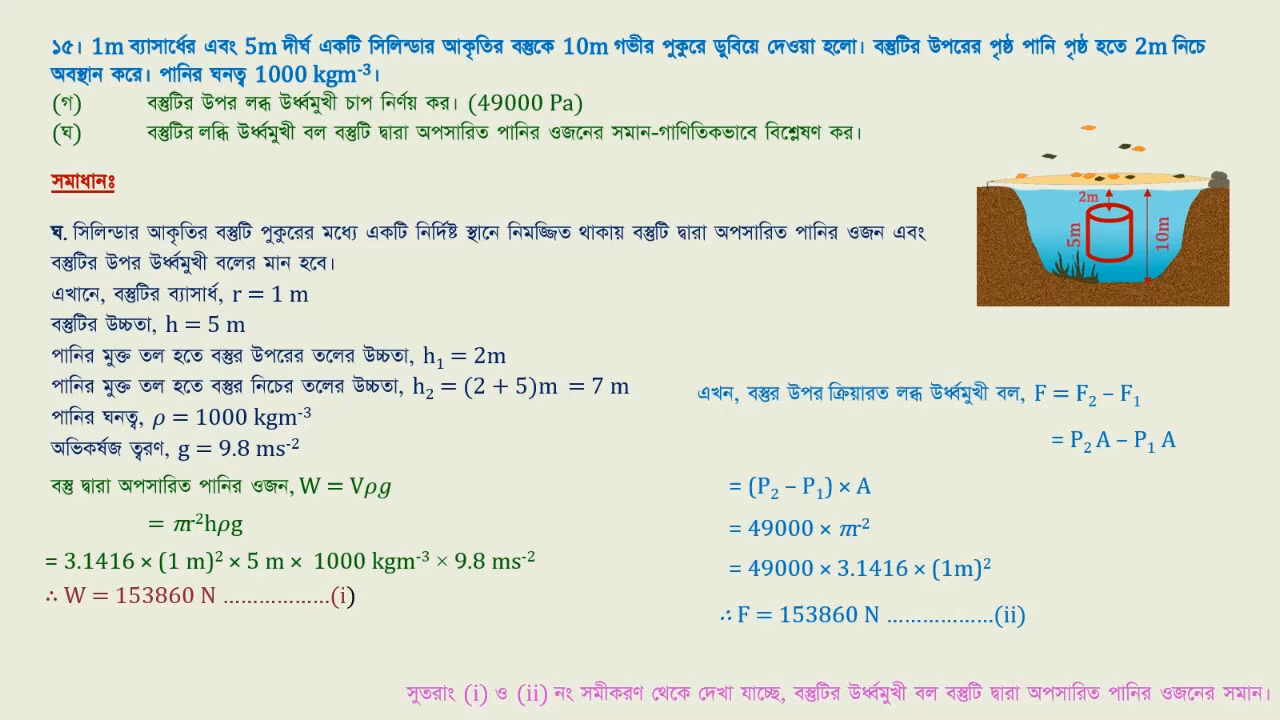 ১৫। 1m ব্যাসার্ধের এবং 5m দীর্ঘ একটি সিলিন্ডার আকৃতির বস্তুকে 10m গভীর পুকুরে ডুবিয়ে দেওয়া হলো। বস্তুটির উপরের পৃষ্ঠ পানি পৃষ্ঠ হতে 2m নিচে
অবস্থান করে। পানির ঘনত্ব 1000 kgm⁻³।
(গ) বস্তুটির উপর লব্ধ উর্ধ্বমুখী চাপ নির্ণয় কর। (49000 Pa)
(ঘ) বস্তুটির লব্ধি উর্ধ্বমুখী বল বস্তুটি দ্বারা অপসারিত পানির ওজনের সমান-গাণিতিকভাবে বিশ্লেষণ কর।
সমাধানঃ
2m
5m
10m
ঘ. সিলিন্ডার আকৃতির বস্তুটি পুকুরের মধ্যে একটি নির্দিষ্ট স্থানে নিমজ্জিত থাকায় বস্তুটি দ্বারা অপসারিত পানির ওজন এবং
বস্তুটির উপর উর্ধ্বমুখী বলের মান হবে।
এখানে, বস্তুটির ব্যাসার্ধ, r = 1 m
বস্তুটির উচ্চতা, h = 5 m
পানির মুক্ত তল হতে বস্তুর উপরের তলের উচ্চতা, h₁ = 2m
পানির মুক্ত তল হতে বস্তুর নিচের তলের উচ্চতা, h₂ = (2 + 5)m = 7 m
পানির ঘনত্ব, ρ = 1000 kgm⁻³
অভিকর্ষজ ত্বরণ, g = 9.8 ms⁻²
বস্তু দ্বারা অপসারিত পানির ওজন, W = Vρg
= πr²hρg
= 3.1416 × (1 m)² × 5 m × 1000 kgm⁻³ × 9.8 ms⁻²
∴ W = 153860 N ………………(i)
এখন, বস্তুর উপর ক্রিয়ারত লব্ধ উর্ধ্বমুখী বল, F = F₂ – F₁
= P₂ A – P₁ A
= (P₂ – P₁) × A
= 49000 × πr²
= 49000 × 3.1416 × (1m)²
∴ F = 153860 N ………………(ii)
সুতরাং (i) ও (ii) নং সমীকরণ থেকে দেখা যাচ্ছে, বস্তুটির উর্ধ্বমুখী বল বস্তুটি দ্বারা অপসারিত পানির ওজনের সমান।